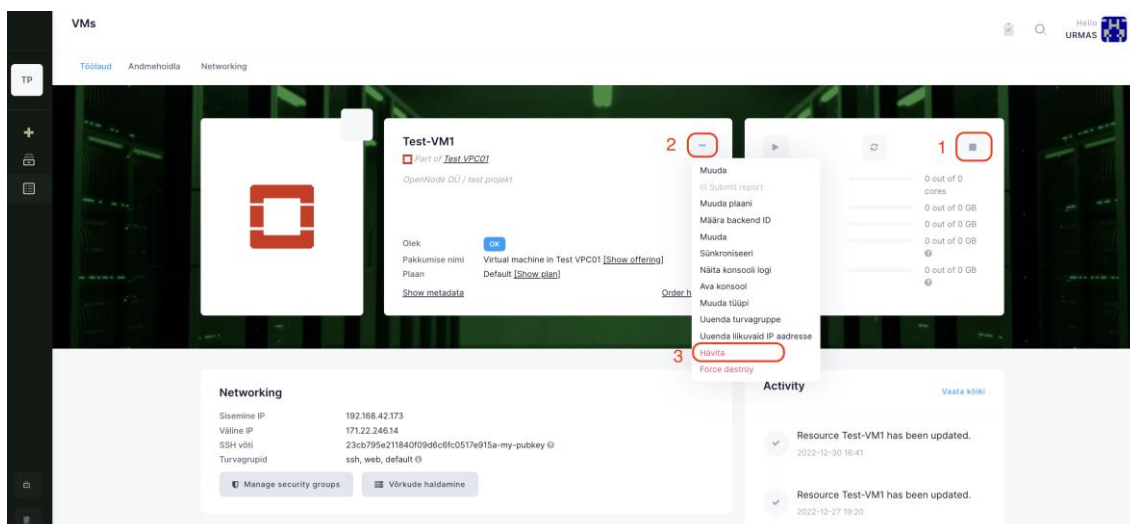 VMs
Hello
URMAS
TP
Töölaud Andmehoidla Networking
Test-VM1
Part of Test VPC01
OpenNode OÜ / test projekt
Olek OK
Pakkumise nimi Virtual machine in Test VPC01 [Show offering]
Plaan Default [Show plan]
Show metadata Order h
2
1
Muuda
Submit report
Muuda plaani
Määra backend ID
Muuda
Sünkroniseeri
Näita konsooli logi
Ava konsool
Muuda tüüpi
Uuenda turvagruppe
Uuenda liikuvaid IP aadresse
3 Hävita
Force destroy
0 out of 0
cores
0 out of 0 GB
0 out of 0 GB
0 out of 0 GB
0 out of 0 GB
Networking
Sisemine IP 192.168.42.173
Väline IP 171.22.246.14
SSH võti 23cb795e211840f09d6c6fc0517e915a-my-pubkey
Turvagrupid ssh, web, default
Manage security groups Võrkude haldamine
Activity Vaata kõiki
Resource Test-VM1 has been updated.
2022-12-30 16:41
Resource Test-VM1 has been updated.
2022-12-27 19:20